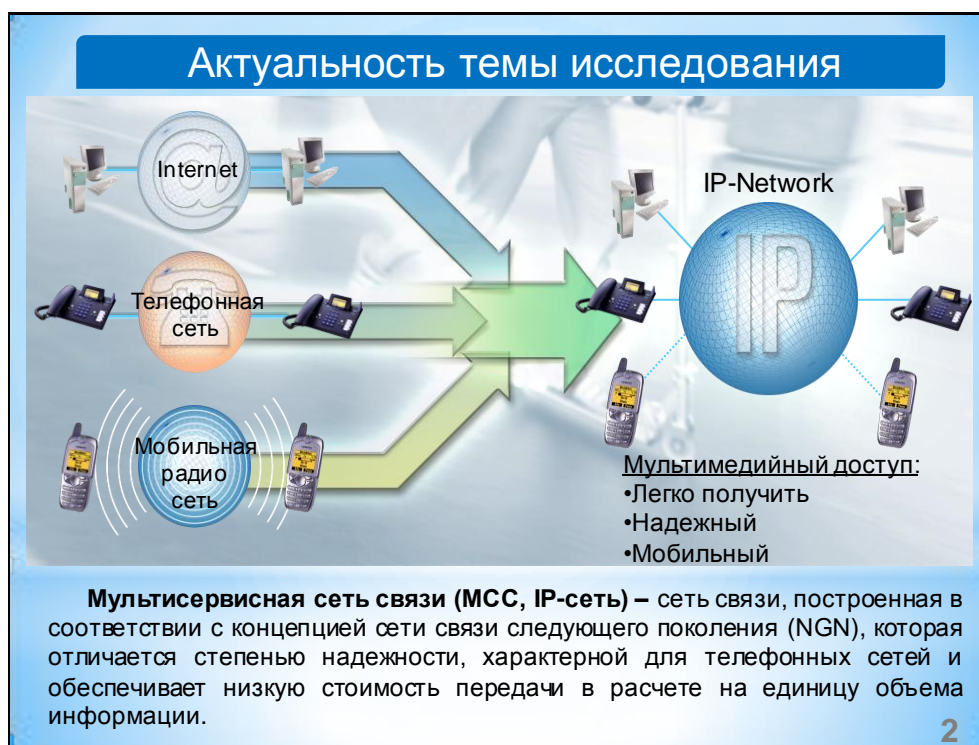 Актуальность темы исследования
Internet
IP-Network
IP
Телефонная
сеть
Мобильная
радио
сеть
Мультимедийный доступ:
•Легко получить
•Надежный
•Мобильный
Мультисервисная сеть связи (МСС, IP-сеть) – сеть связи, построенная в
соответствии с концепцией сети связи следующего поколения (NGN), которая
отличается степенью надежности, характерной для телефонных сетей и
обеспечивает низкую стоимость передачи в расчете на единицу объема
информации.
2